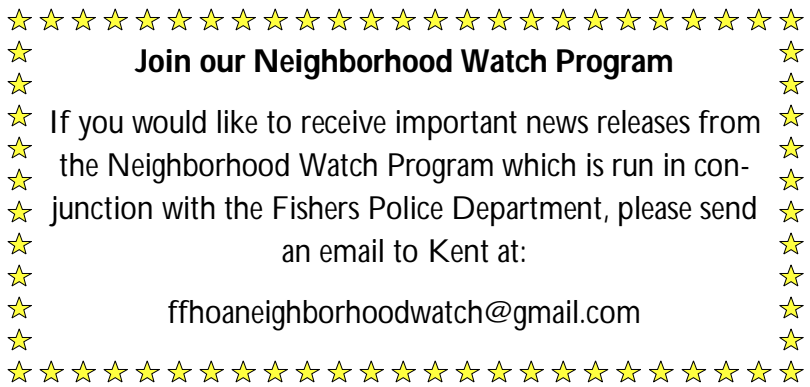 Join our Neighborhood Watch Program
If you would like to receive important news releases from
the Neighborhood Watch Program which is run in con-
junction with the Fishers Police Department, please send
an email to Kent at:
ffhoaneighborhoodwatch@gmail.com